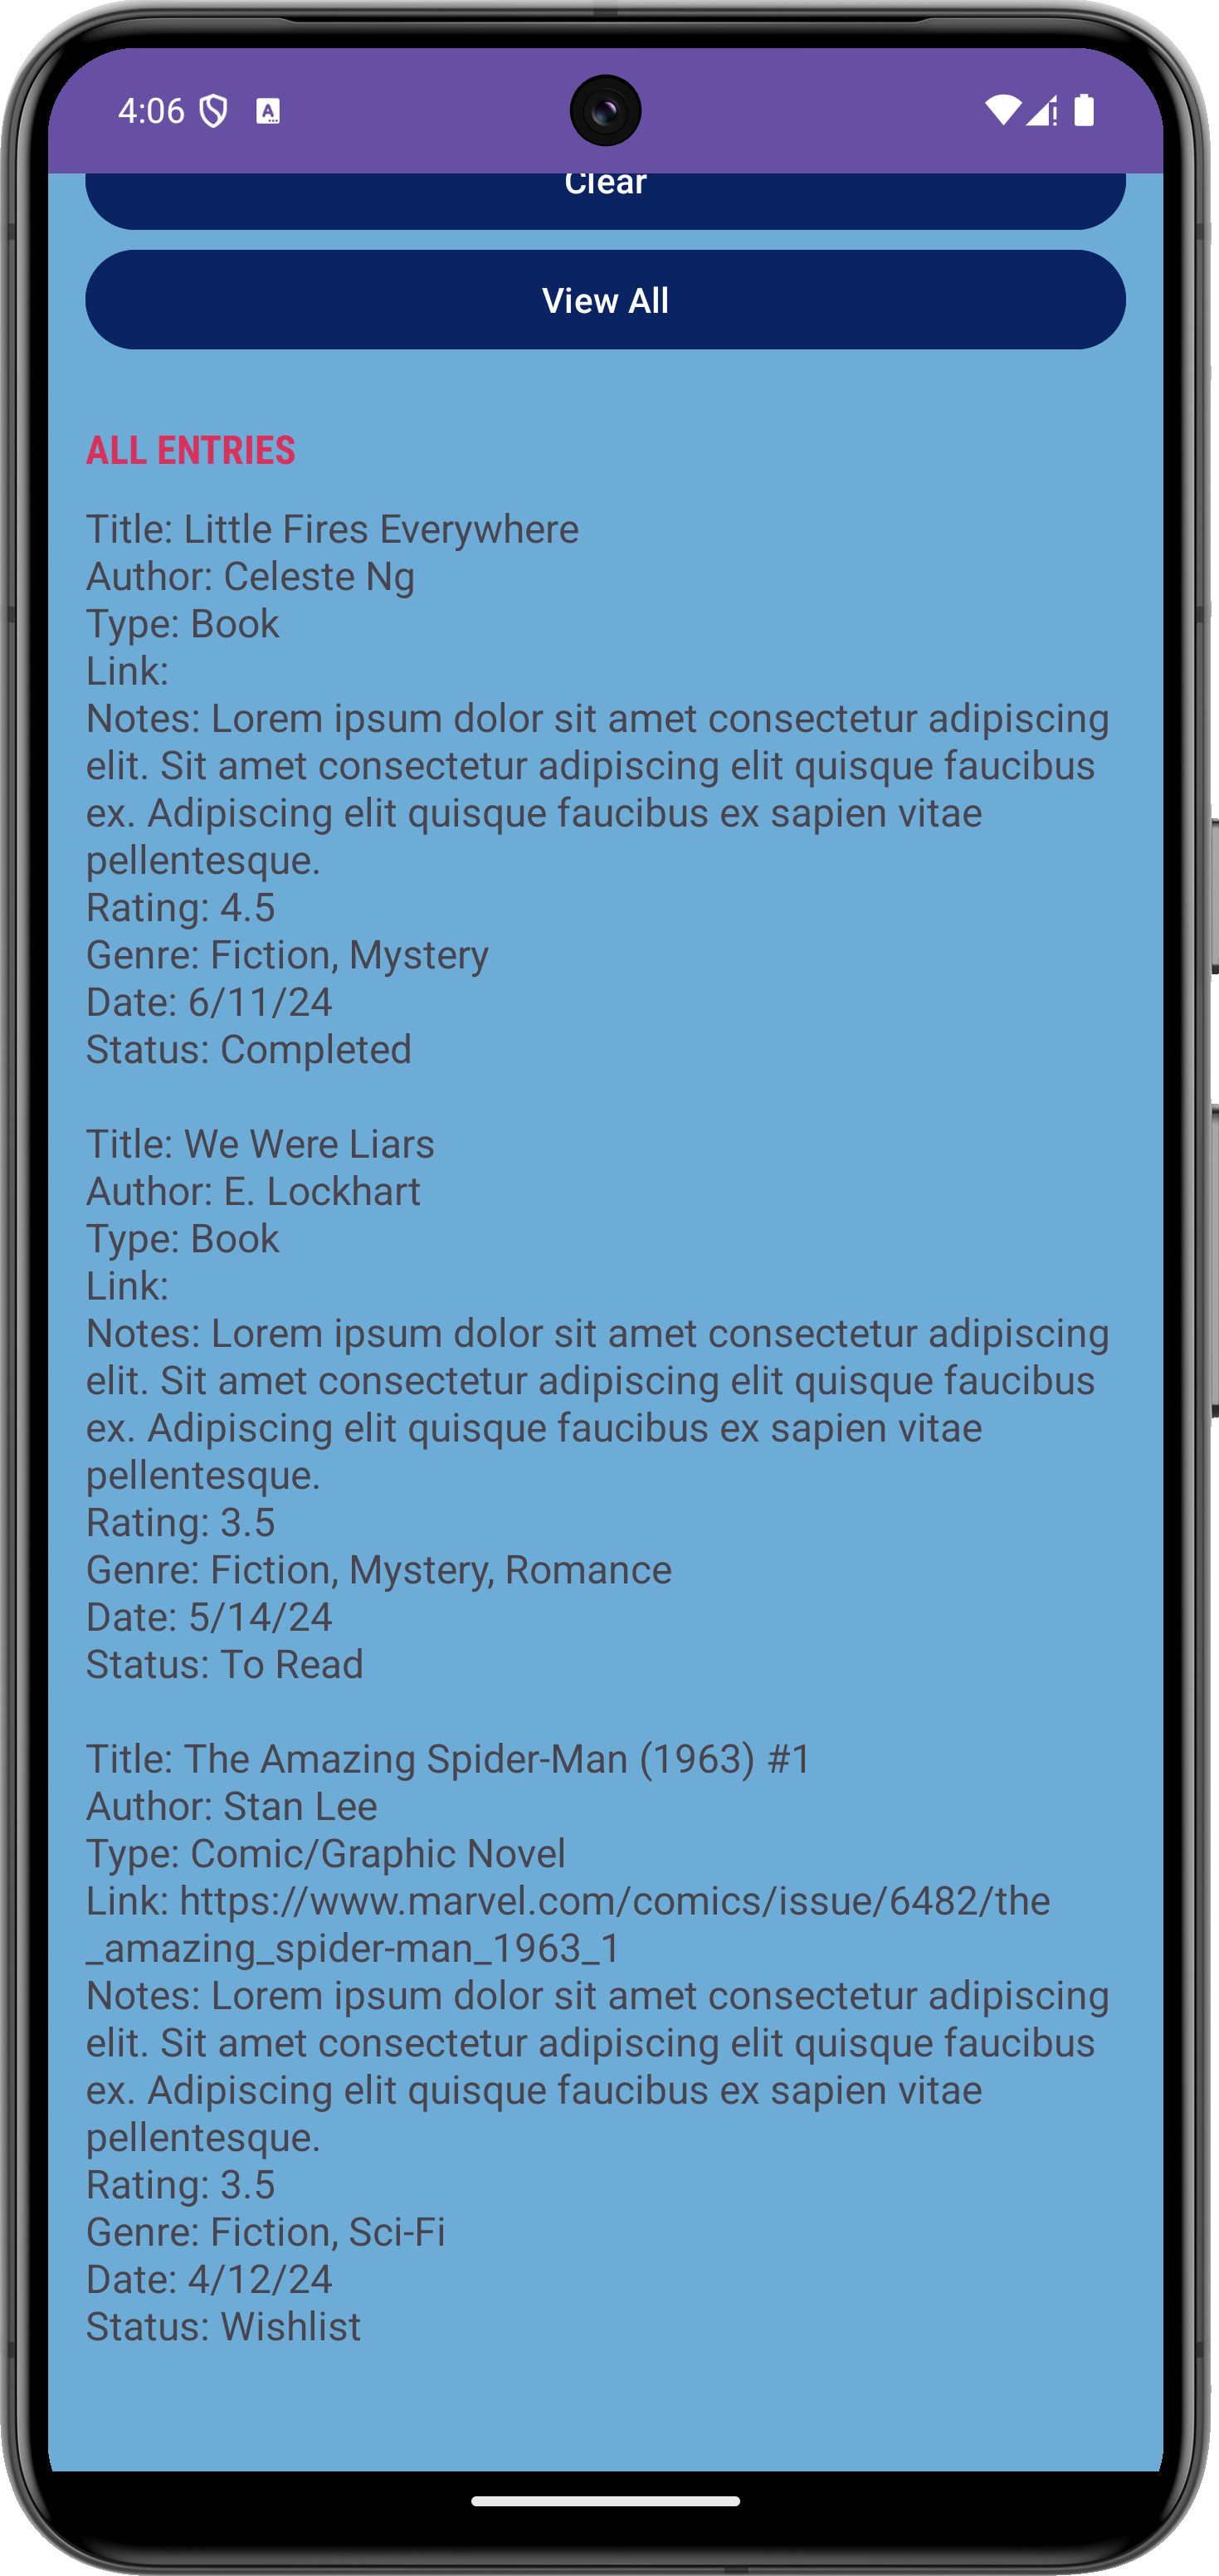 4:06
Clear
View All
ALL ENTRIES
Title: Little Fires Everywhere
Author: Celeste Ng
Type: Book
Link:
Notes: Lorem ipsum dolor sit amet consectetur adipiscing
elit. Sit amet consectetur adipiscing elit quisque faucibus
ex. Adipiscing elit quisque faucibus ex sapien vitae
pellentesque.
Rating: 4.5
Genre: Fiction, Mystery
Date: 6/11/24
Status: Completed
Title: We Were Liars
Author: E. Lockhart
Type: Book
Link:
Notes: Lorem ipsum dolor sit amet consectetur adipiscing
elit. Sit amet consectetur adipiscing elit quisque faucibus
ex. Adipiscing elit quisque faucibus ex sapien vitae
pellentesque.
Rating: 3.5
Genre: Fiction, Mystery, Romance
Date: 5/14/24
Status: To Read
Title: The Amazing Spider-Man (1963) #1
Author: Stan Lee
Type: Comic/Graphic Novel
Link: https://www.marvel.com/comics/issue/6482/the
_amazing_spider-man_1963_1
Notes: Lorem ipsum dolor sit amet consectetur adipiscing
elit. Sit amet consectetur adipiscing elit quisque faucibus
ex. Adipiscing elit quisque faucibus ex sapien vitae
pellentesque.
Rating: 3.5
Genre: Fiction, Sci-Fi
Date: 4/12/24
Status: Wishlist